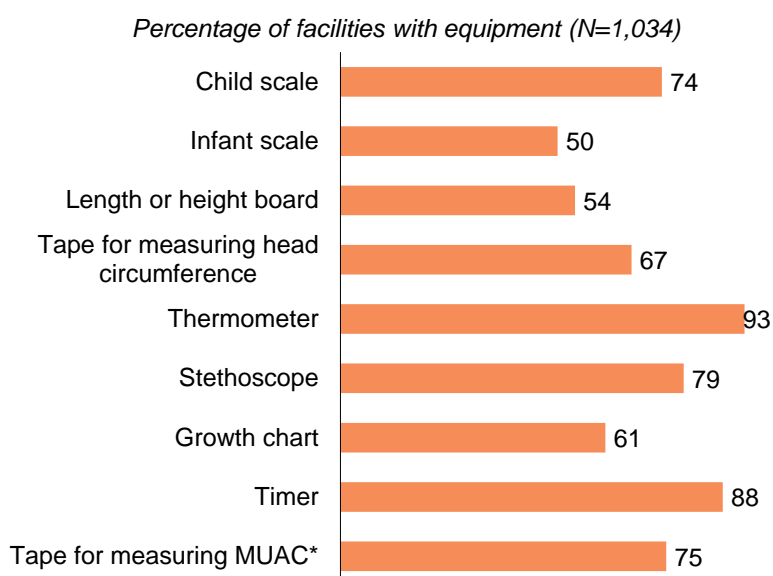 Percentage of facilities with equipment (N=1,034)
Child scale 74
Infant scale 50
Length or height board 54
Tape for measuring head
circumference 67
Thermometer 93
Stethoscope 79
Growth chart 61
Timer 88
Tape for measuring MUAC* 75